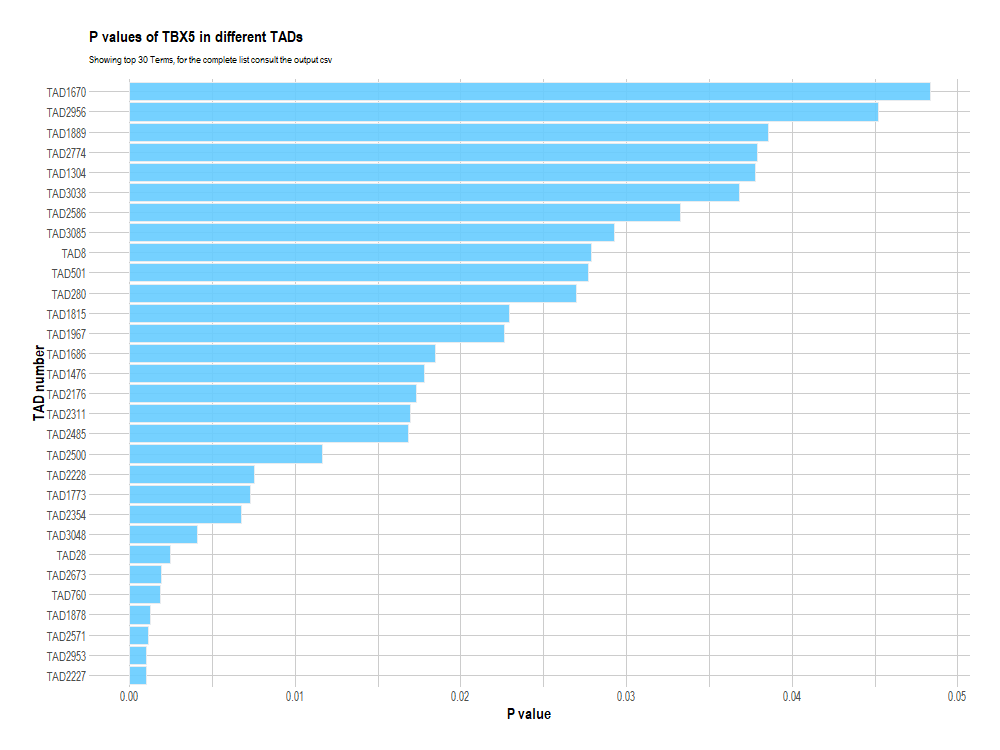 P values of TBX5 in different TADs
Showing top 30 Terms, for the complete list consult the output csv
TAD1670
TAD2956
TAD1889
TAD2774
TAD1304
TAD3038
TAD2586
TAD3085
TAD8
TAD501
TAD280
TAD1815
TAD1967
TAD1686
TAD1476
TAD2176
TAD2311
TAD2485
TAD2500
TAD2228
TAD1773
TAD2354
TAD3048
TAD28
TAD2673
TAD760
TAD1878
TAD2571
TAD2953
TAD2227
TAD number
0.00 0.01 0.02 0.03 0.04 0.05
P value